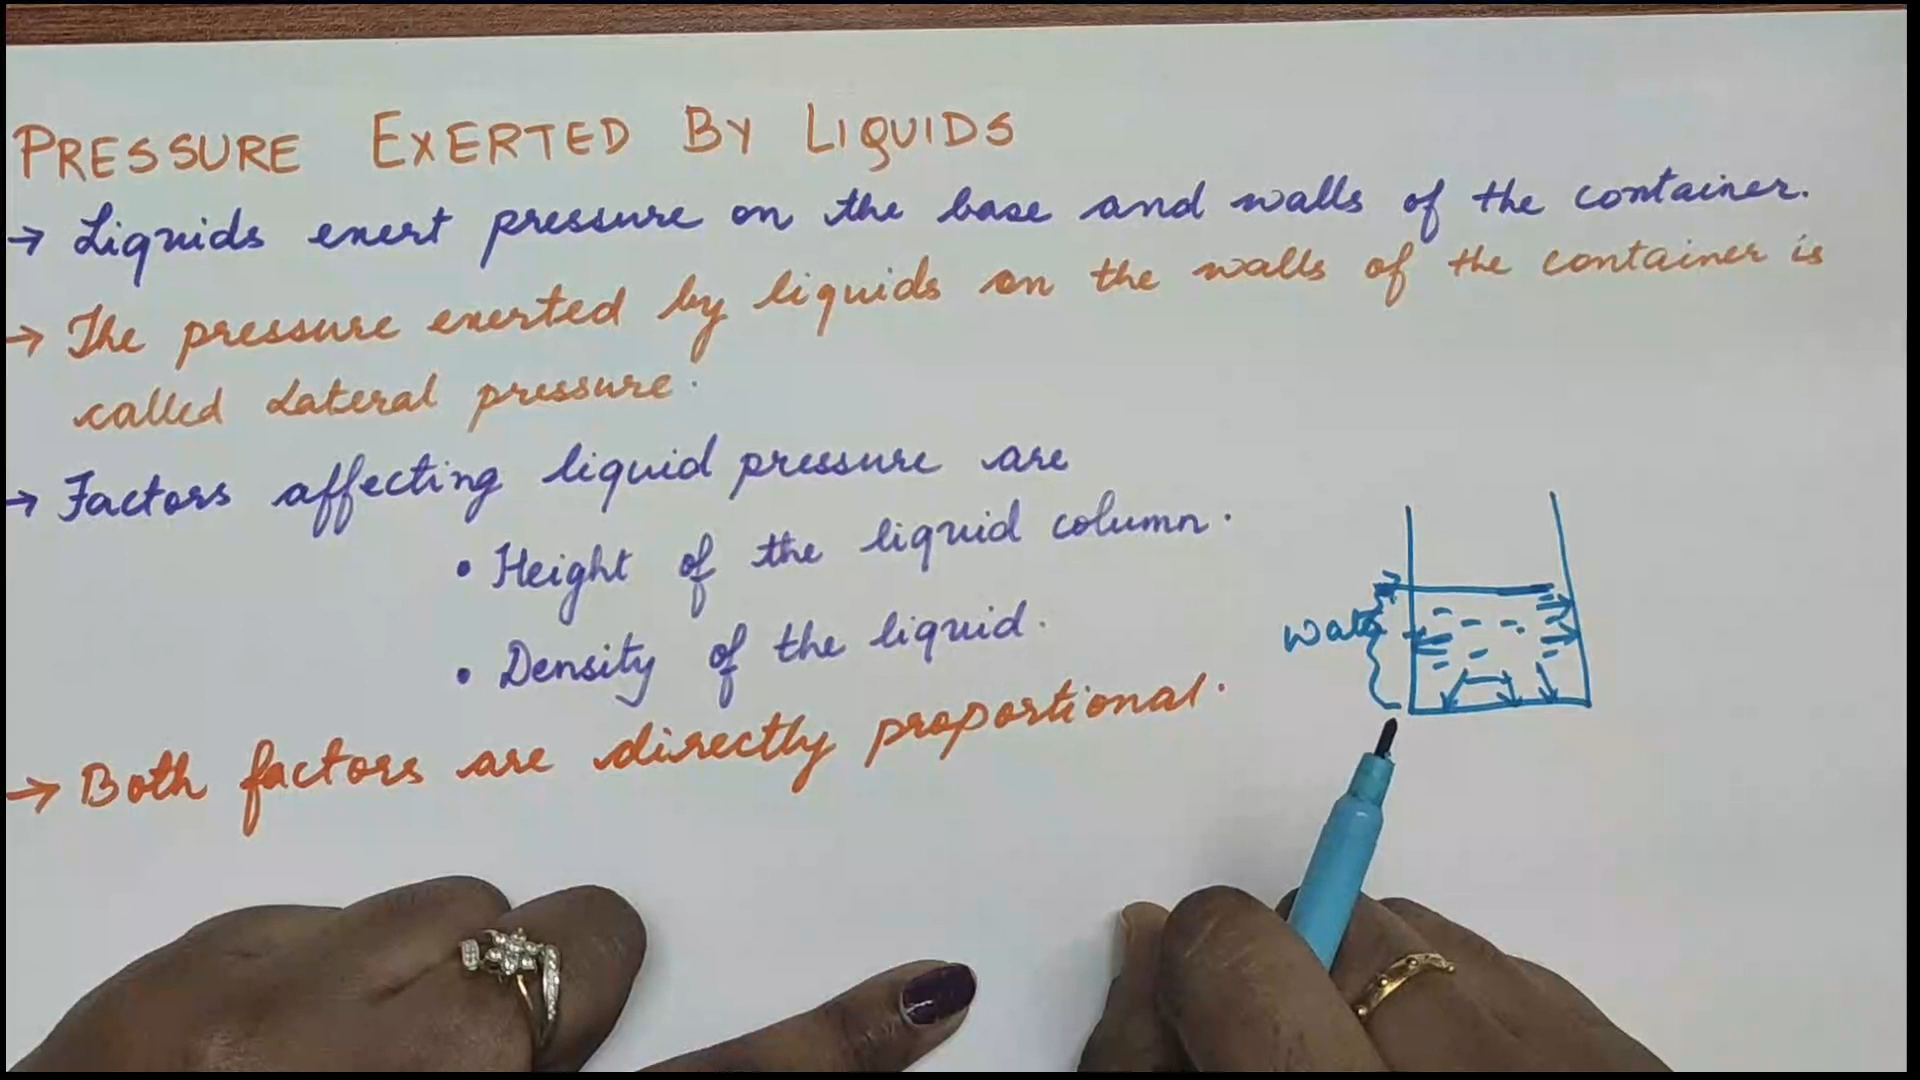 PRESSURE EXERTED BY LIQUIDS
→ Liquids exert pressure on the base and walls of the container.
→ The pressure exerted by liquids on the walls of the container is
called Lateral pressure.
→ Factors affecting liquid pressure are
• Height of the liquid column.
• Density of the liquid.
Water
→ Both factors are directly proportional.